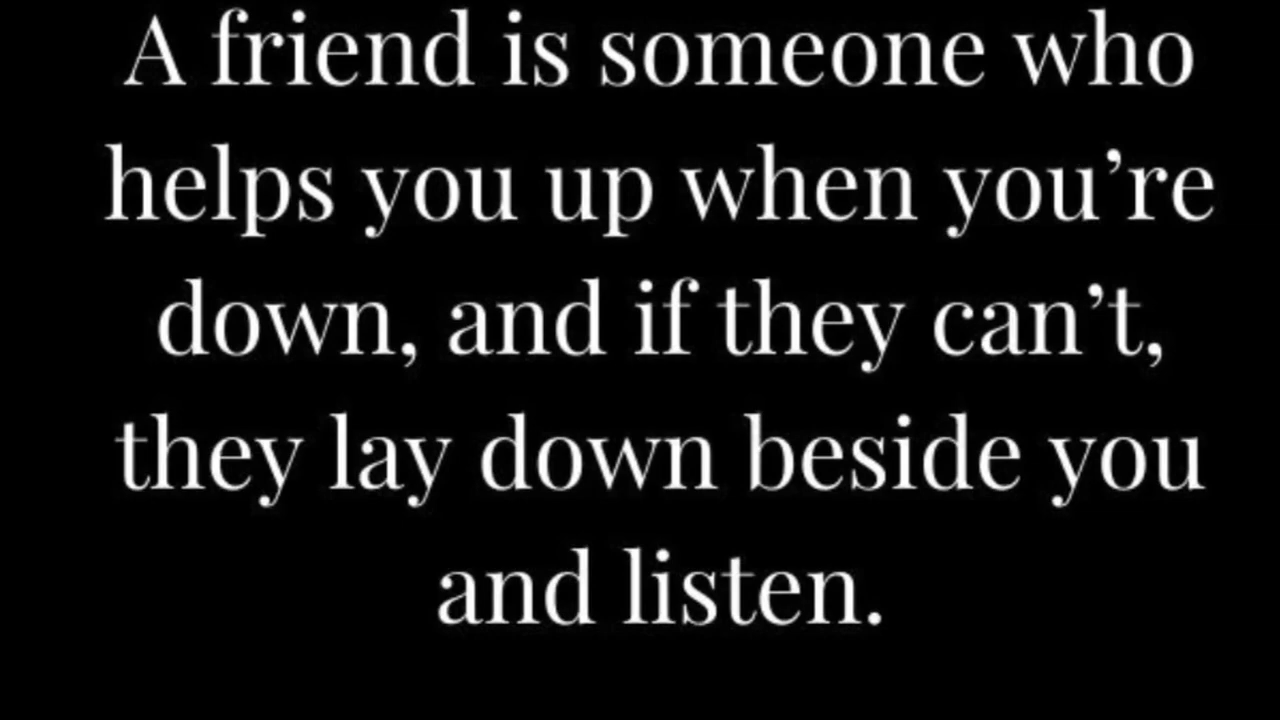 A friend is someone who
helps you up when you’re
down, and if they can’t,
they lay down beside you
and listen.